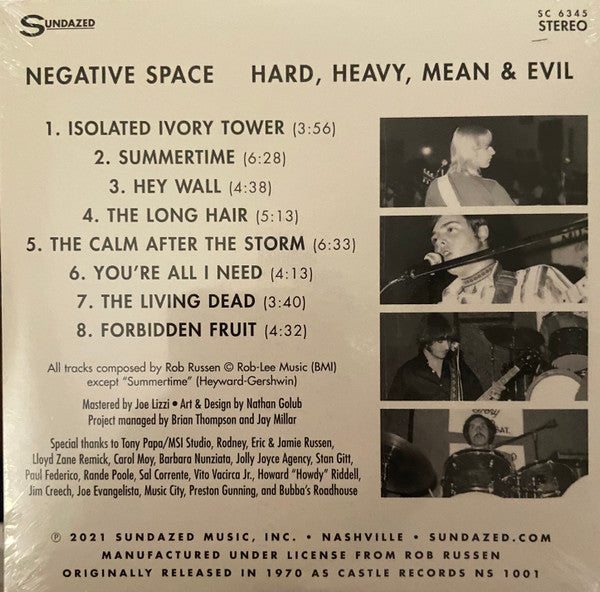 SUNDAZED
SC 6345
STEREO
NEGATIVE SPACE HARD, HEAVY, MEAN & EVIL
1. ISOLATED IVORY TOWER (3:56)
2. SUMMERTIME (6:28)
3. HEY WALL (4:38)
4. THE LONG HAIR (5:13)
5. THE CALM AFTER THE STORM (6:33)
6. YOU'RE ALL I NEED (4:13)
7. THE LIVING DEAD (3:40)
8. FORBIDDEN FRUIT (4:32)
All tracks composed by Rob Russen © Rob-Lee Music (BMI)
except "Summertime" (Heyward-Gershwin)
Mastered by Joe Lizzi • Art & Design by Nathan Golub
Project managed by Brian Thompson and Jay Millar
Special thanks to Tony Papa/MSI Studio, Rodney, Eric & Jamie Russen,
Lloyd Zane Remick, Carol Moy, Barbara Nunziata, Jolly Joyce Agency, Stan Gitt,
Paul Federico, Rande Poole, Sal Corrente, Vito Vacirca Jr., Howard "Howdy" Riddell,
Jim Creech, Joe Evangelista, Music City, Preston Gunning, and Bubba's Roadhouse
℗ 2021 SUNDAZED MUSIC, INC. • NASHVILLE • SUNDAZED.COM
MANUFACTURED UNDER LICENSE FROM ROB RUSSEN
ORIGINALLY RELEASED IN 1970 AS CASTLE RECORDS NS 1001